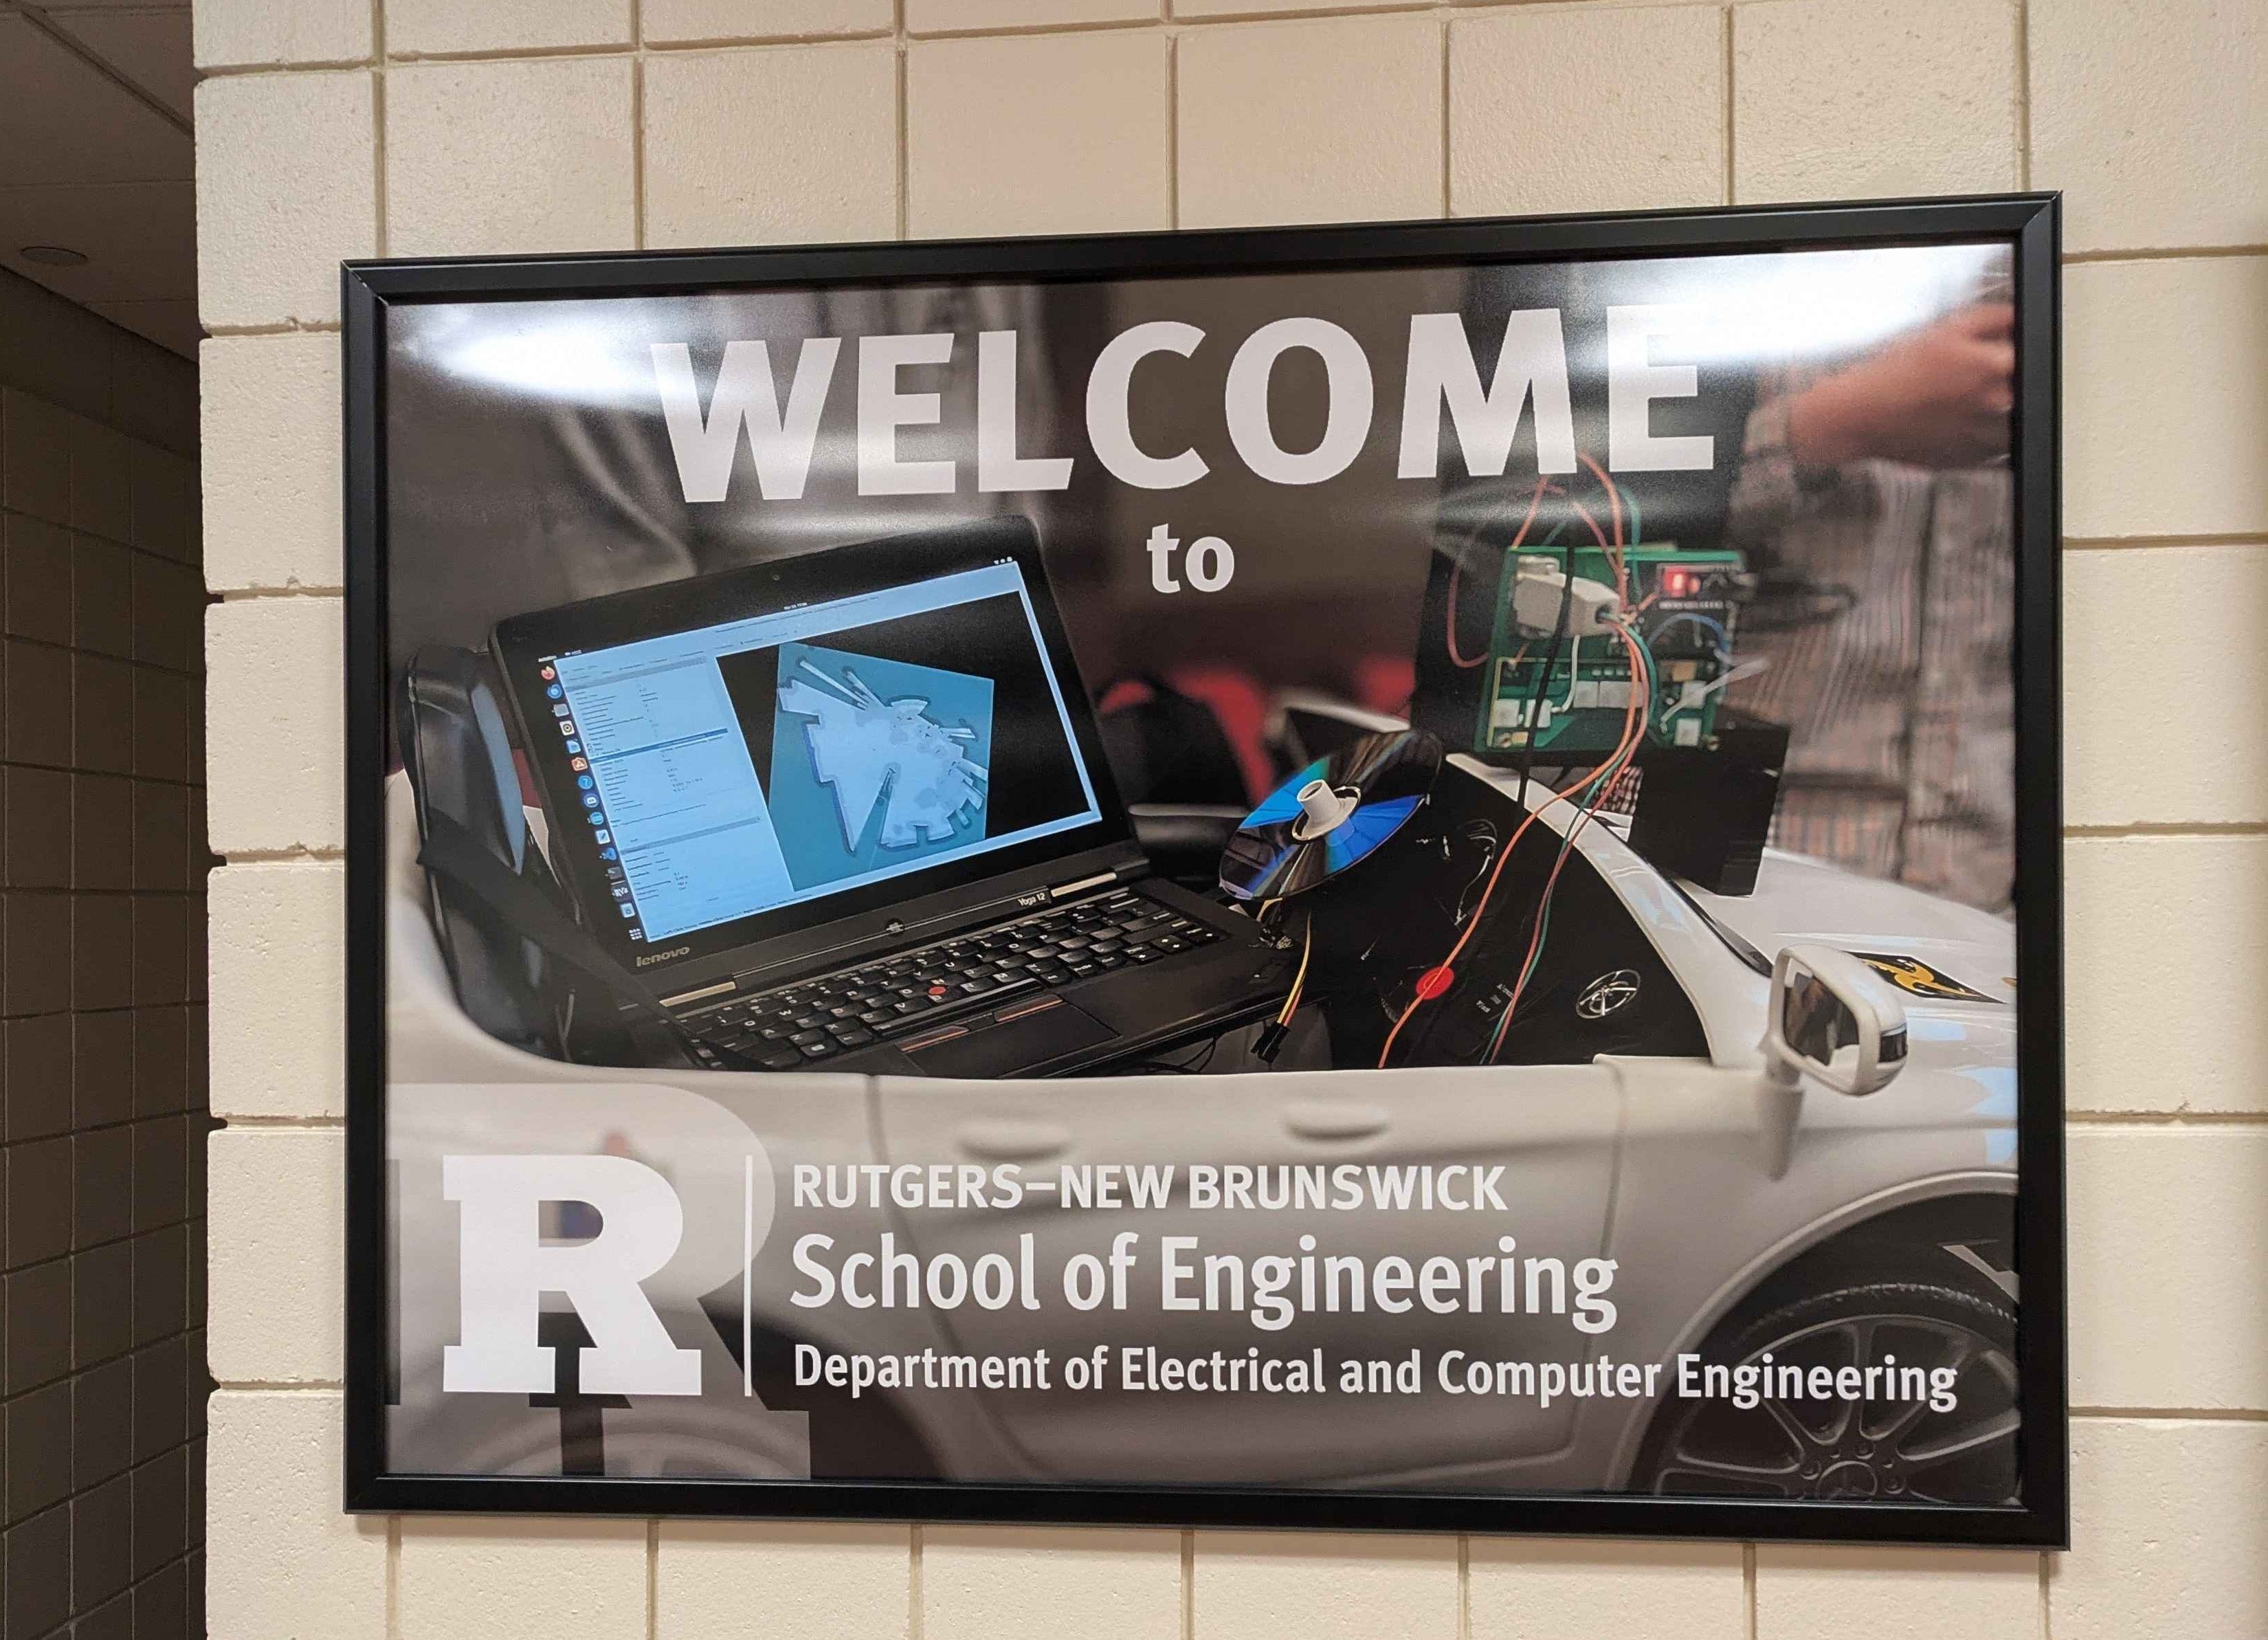 WELCOME
to
Yoga 12
lenovo
R
RUTGERS–NEW BRUNSWICK
School of Engineering
Department of Electrical and Computer Engineering